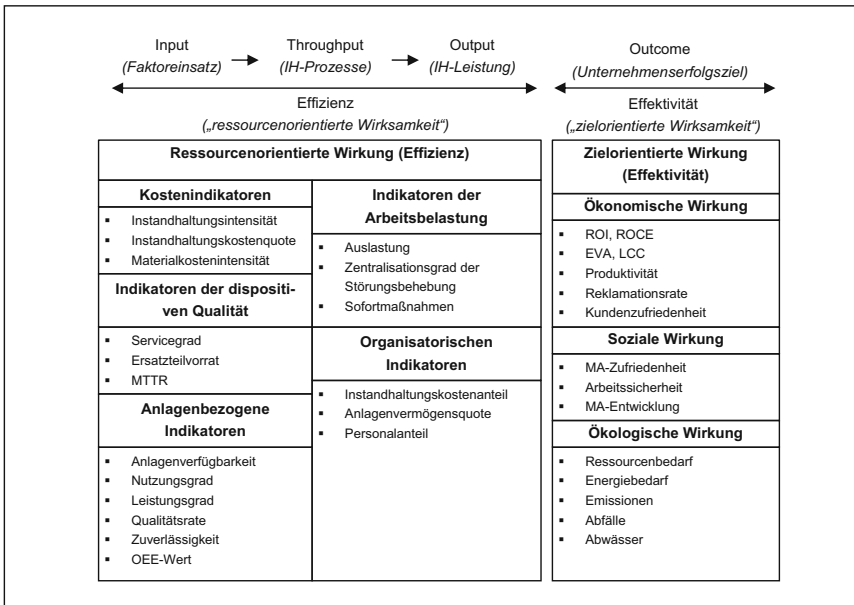 Input
(Faktoreinsatz)
Throughput
(IH-Prozesse)
Output
(IH-Leistung)
Outcome
(Unternehmenserfolgsziel)
Effizienz
(„ressourcenorientierte Wirksamkeit“)
Effektivität
(„zielorientierte Wirksamkeit“)
Ressourcenorientierte Wirkung (Effizienz)
Kostenindikatoren
▪ Instandhaltungsintensität
▪ Instandhaltungskostenquote
▪ Materialkostenintensität
Indikatoren der dispositi-
ven Qualität
▪ Servicegrad
▪ Ersatzteilvorrat
▪ MTTR
Anlagenbezogene
Indikatoren
▪ Anlagenverfügbarkeit
▪ Nutzungsgrad
▪ Leistungsgrad
▪ Qualitätsrate
▪ Zuverlässigkeit
▪ OEE-Wert
Indikatoren der
Arbeitsbelastung
▪ Auslastung
▪ Zentralisationsgrad der
Störungsbehebung
▪ Sofortmaßnahmen
Organisatorischen
Indikatoren
▪ Instandhaltungskostenanteil
▪ Anlagenvermögensquote
▪ Personalanteil
Zielorientierte Wirkung
(Effektivität)
Ökonomische Wirkung
▪ ROI, ROCE
▪ EVA, LCC
▪ Produktivität
▪ Reklamationsrate
▪ Kundenzufriedenheit
Soziale Wirkung
▪ MA-Zufriedenheit
▪ Arbeitssicherheit
▪ MA-Entwicklung
Ökologische Wirkung
▪ Ressourcenbedarf
▪ Energiebedarf
▪ Emissionen
▪ Abfälle
▪ Abwässer